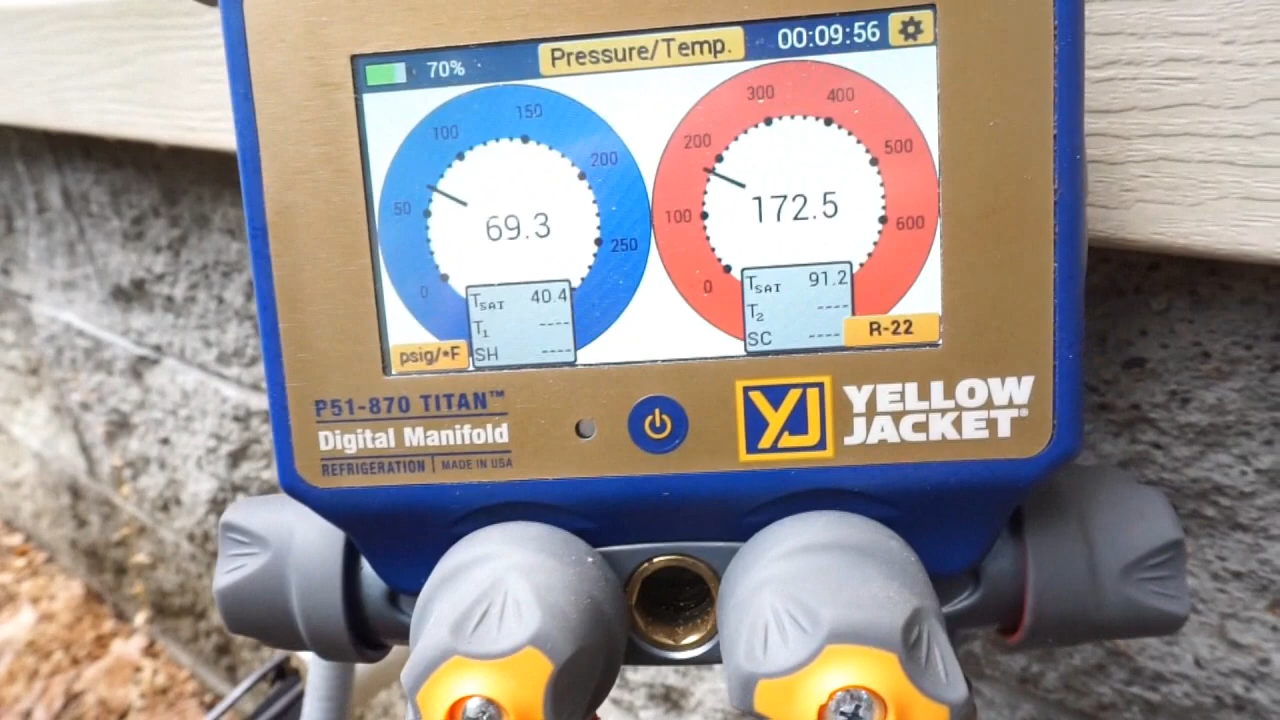 70%
Pressure/Temp.
00:09:56
0
50
100
150
200
250
69.3
TSAT 40.4
T1 ----
SH ----
psig/°F
0
100
200
300
400
500
600
172.5
TSAT 91.2
T2 ----
SC ----
R-22
P51-870 TITAN™
Digital Manifold
REFRIGERATION | MADE IN USA
YJ
YELLOW
JACKET®